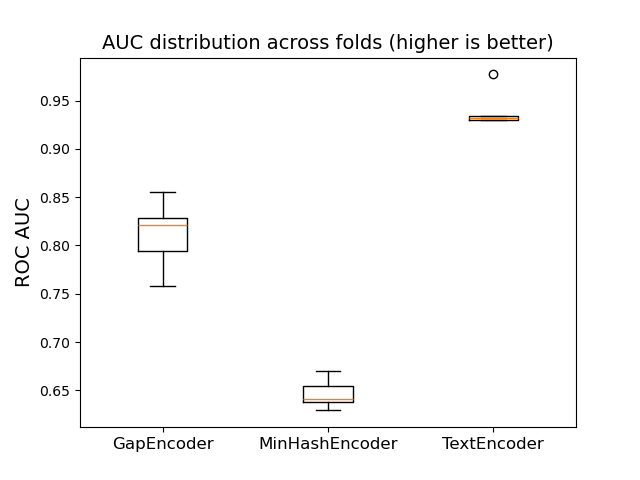 AUC distribution across folds (higher is better)
ROC AUC
0.95
0.90
0.85
0.80
0.75
0.70
0.65
GapEncoder MinHashEncoder TextEncoder